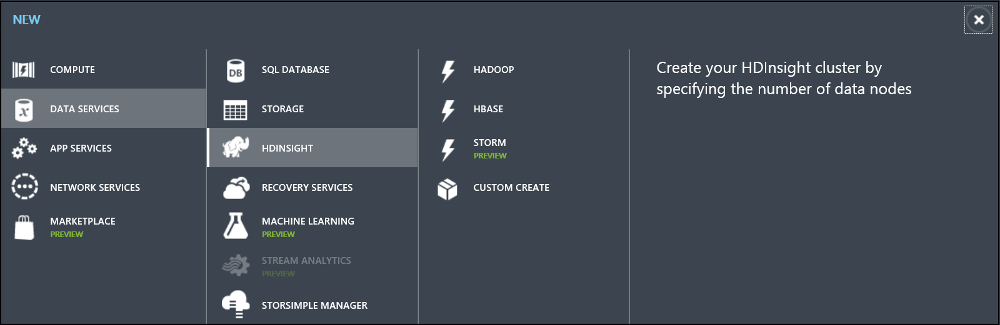 NEW
COMPUTE
DATA SERVICES
APP SERVICES
NETWORK SERVICES
MARKETPLACE
PREVIEW
DB
SQL DATABASE
STORAGE
HDINSIGHT
RECOVERY SERVICES
MACHINE LEARNING
PREVIEW
STREAM ANALYTICS
PREVIEW
STORSIMPLE MANAGER
HADOOP
HBASE
STORM
PREVIEW
CUSTOM CREATE
Create your HDInsight cluster by
specifying the number of data nodes